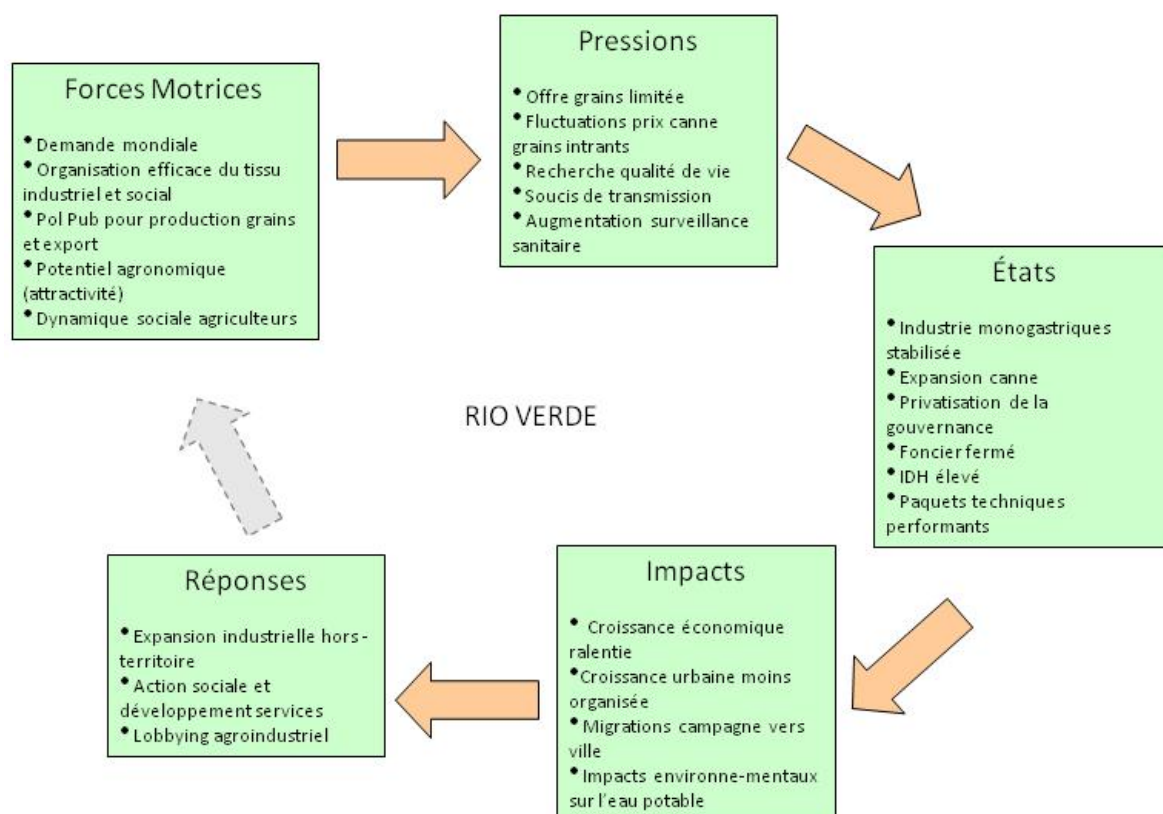 Forces Motrices
• Demande mondiale
• Organisation efficace du tissu
industriel et social
• Pol Pub pour production grains
et export
• Potentiel agronomique
(attractivité)
• Dynamique sociale agriculteurs
Pressions
• Offre grains limitée
• Fluctuations prix canne
grains intrants
• Recherche qualité de vie
• Soucis de transmission
• Augmentation surveillance
sanitaire
États
• Industrie monogastriques
stabilisée
• Expansion canne
• Privatisation de la
gouvernance
• Foncier fermé
• IDH élevé
• Paquets techniques
performants
RIO VERDE
Impacts
• Croissance économique
ralentie
• Croissance urbaine moins
organisée
• Migrations campagne vers
ville
• Impacts environne-mentaux
sur l'eau potable
Réponses
• Expansion industrielle hors-
territoire
• Action sociale et
développement services
• Lobbying agroindustriel